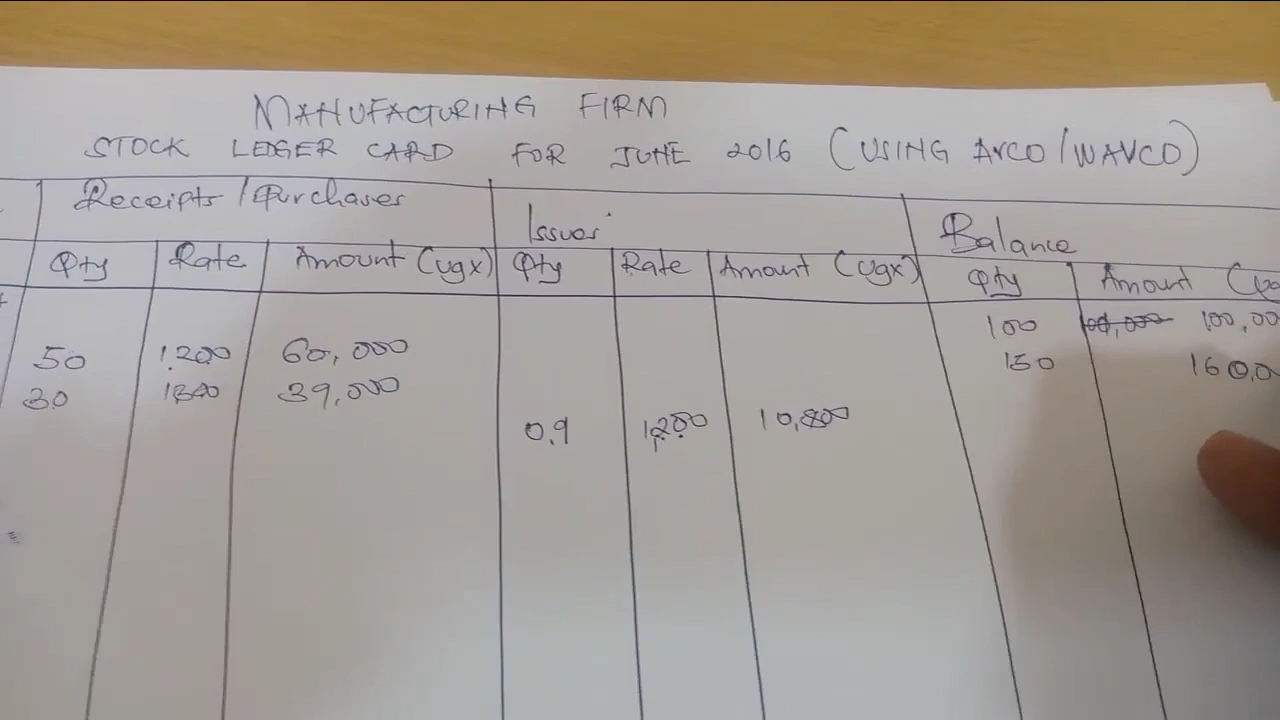 MANUFACTURING FIRM
STOCK LEDGER CARD FOR JUNE 2016 (USING AVCO/WAVCO)
Receipts/Purchases Issues Balance
Qty Rate Amount (ugx) Qty Rate Amount (ugx) Qty Amount
100 100,000 100,00
50 1,200 60,000 150 160,0
30 1300 39,000
0.9 1,200 10,800